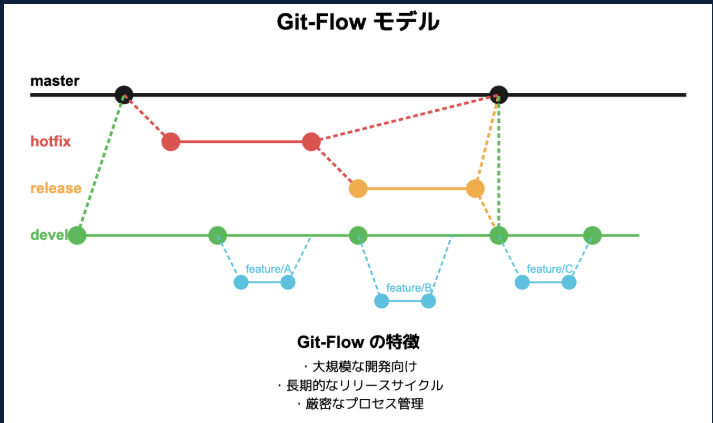 Git-Flow モデル
master
hotfix
release
devel
feature/A
feature/B
feature/C
Git-Flow の特徴
・大規模な開発向け
・長期的なリリースサイクル
・厳密なプロセス管理